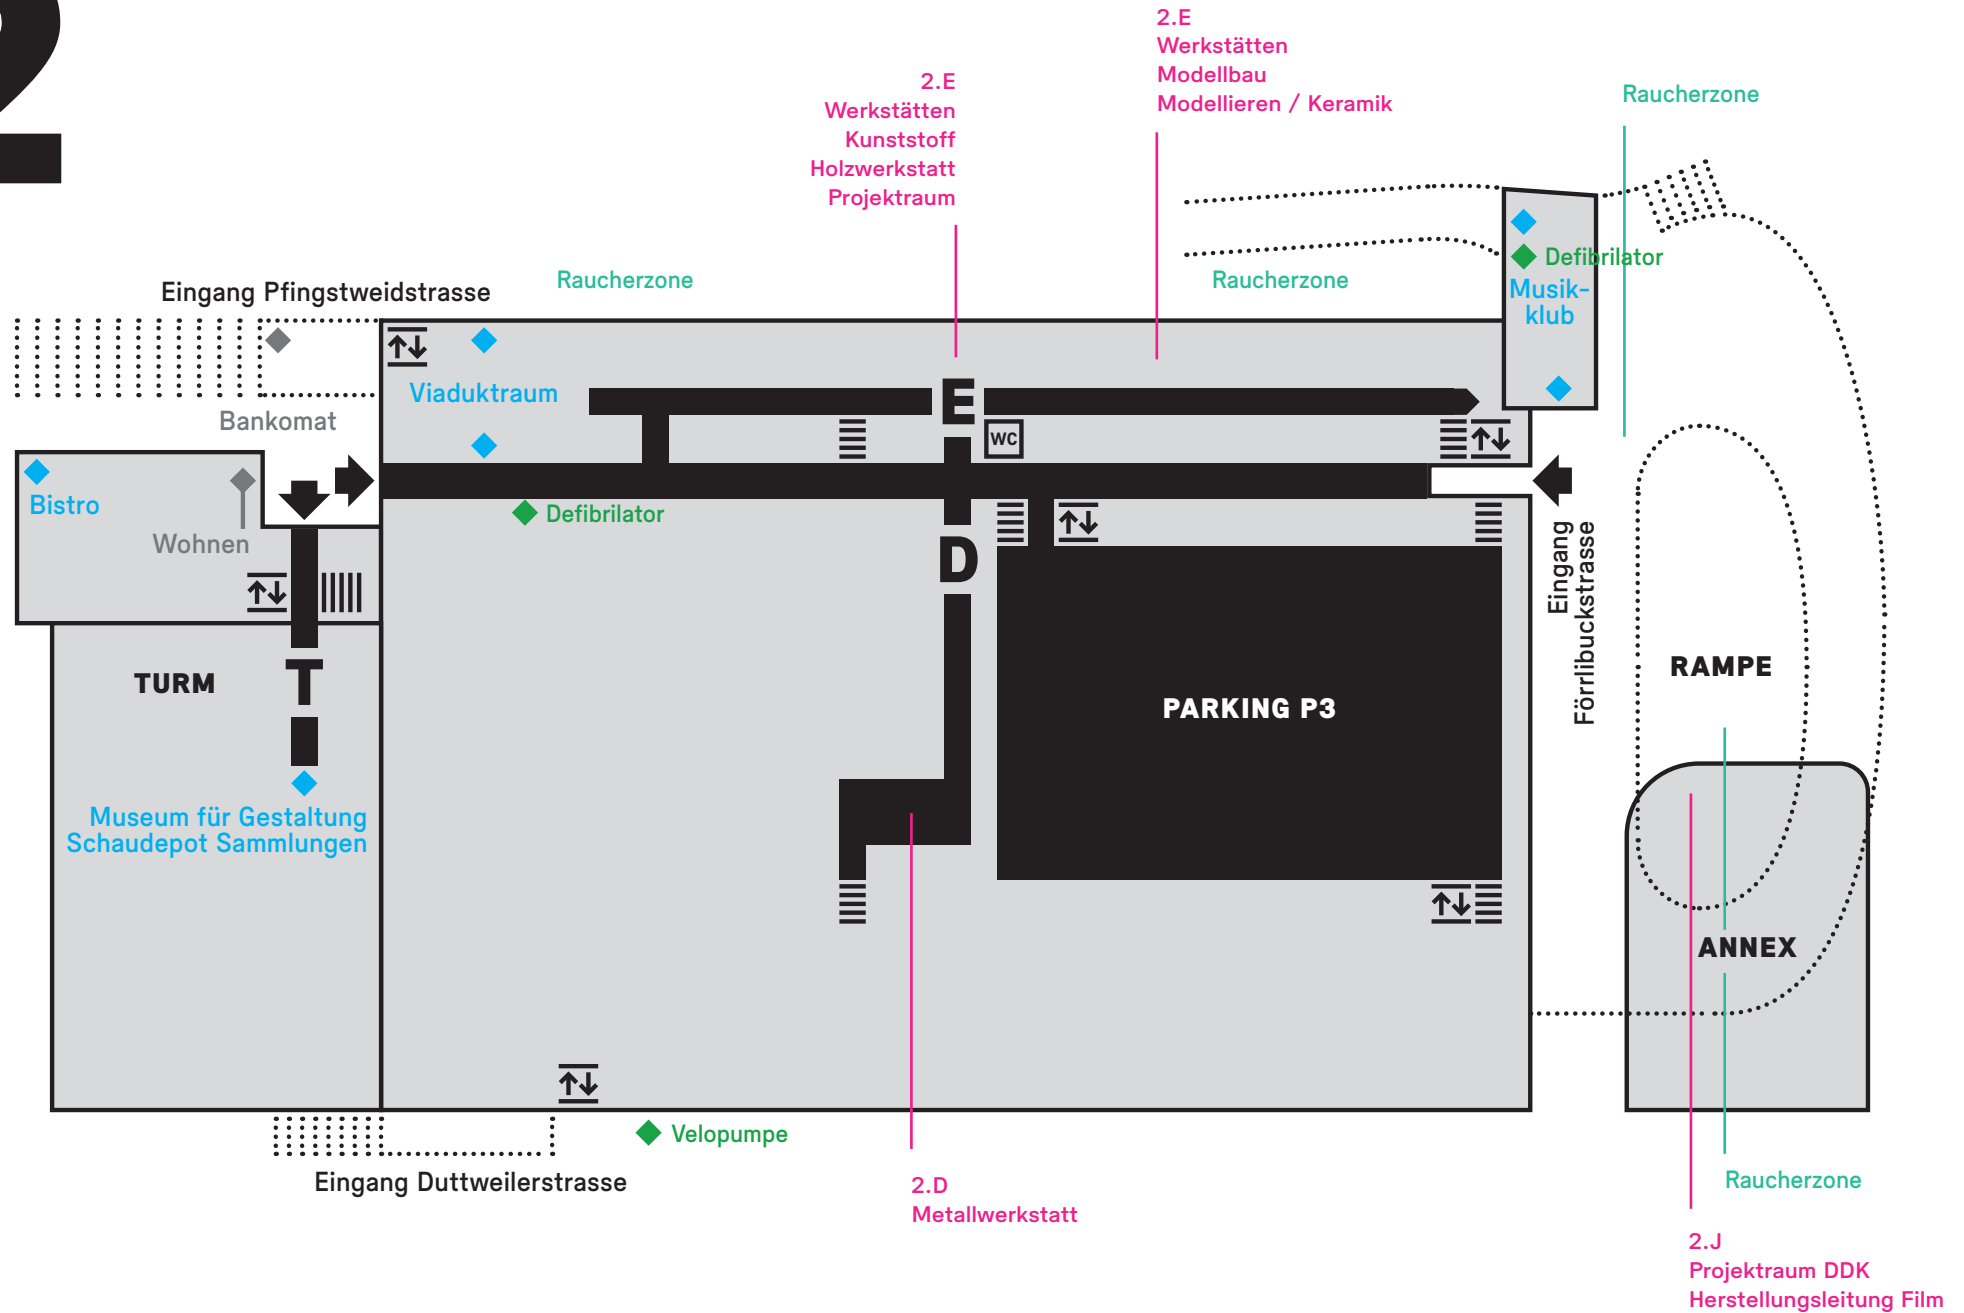 2
2.E
Werkstätten
Modellbau
Modellieren / Keramik
2.E
Werkstätten
Kunststoff
Holzwerkstatt
Projektraum
Raucherzone
Raucherzone
Raucherzone
Eingang Pfingstweidstrasse
Defibrilator
Musik-
klub
Viaduktraum
Bankomat
E
WC
Bistro
Wohnen
Defibrilator
D
Eingang
Förrlibuckstrasse
TURM
T
PARKING P3
RAMPE
Museum für Gestaltung
Schaudepot Sammlungen
ANNEX
Velopumpe
Eingang Duttweilerstrasse
2.D
Metallwerkstatt
Raucherzone
2.J
Projektraum DDK
Herstellungsleitung Film